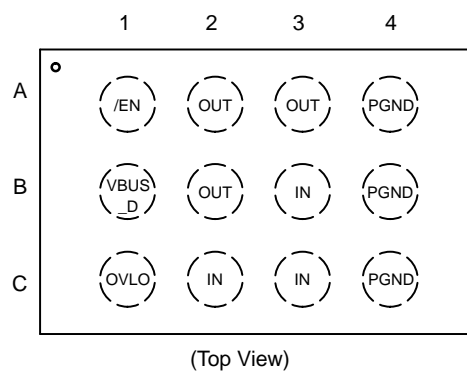 1 2 3 4
A /EN OUT OUT PGND
B VBUS_D OUT IN PGND
C OVLO IN IN PGND
(Top View)